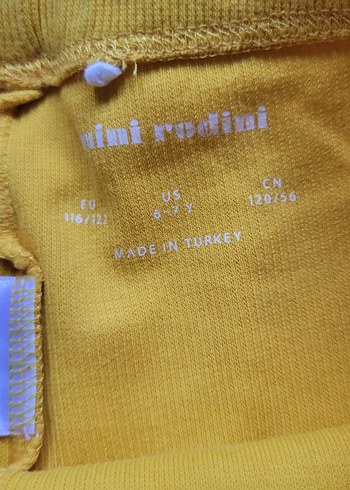 mini rodini
EU US CN
116/122 6-7 Y 120/56
MADE IN TURKEY